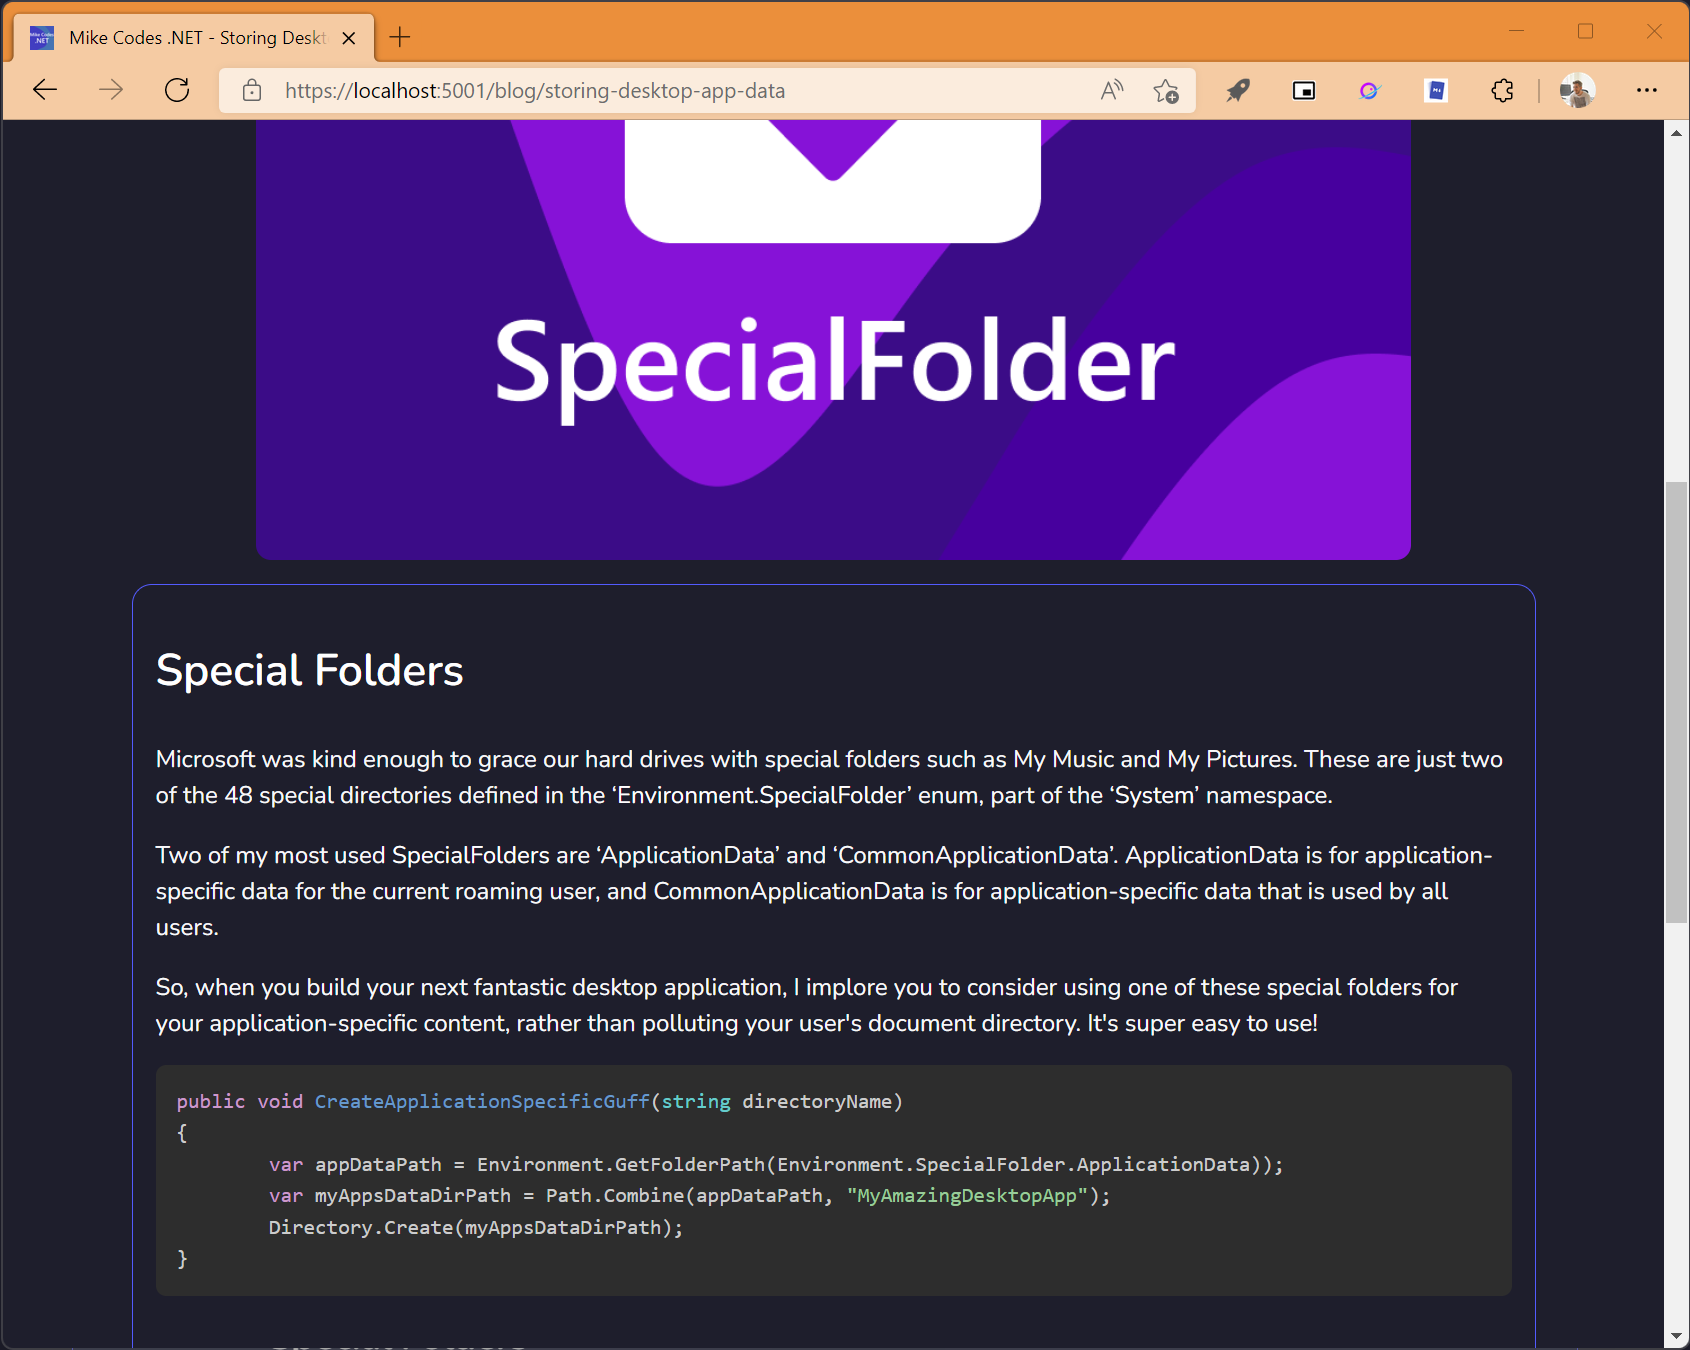 Mike Codes .NET - Storing Deskt
https://localhost:5001/blog/storing-desktop-app-data
SpecialFolder
Special Folders
Microsoft was kind enough to grace our hard drives with special folders such as My Music and My Pictures. These are just two
of the 48 special directories defined in the ‘Environment.SpecialFolder’ enum, part of the ‘System’ namespace.
Two of my most used SpecialFolders are ‘ApplicationData’ and ‘CommonApplicationData’. ApplicationData is for application-
specific data for the current roaming user, and CommonApplicationData is for application-specific data that is used by all
users.
So, when you build your next fantastic desktop application, I implore you to consider using one of these special folders for
your application-specific content, rather than polluting your user's document directory. It's super easy to use!
public void CreateApplicationSpecificGuff(string directoryName)
{
var appDataPath = Environment.GetFolderPath(Environment.SpecialFolder.ApplicationData));
var myAppsDataDirPath = Path.Combine(appDataPath, "MyAmazingDesktopApp");
Directory.Create(myAppsDataDirPath);
}